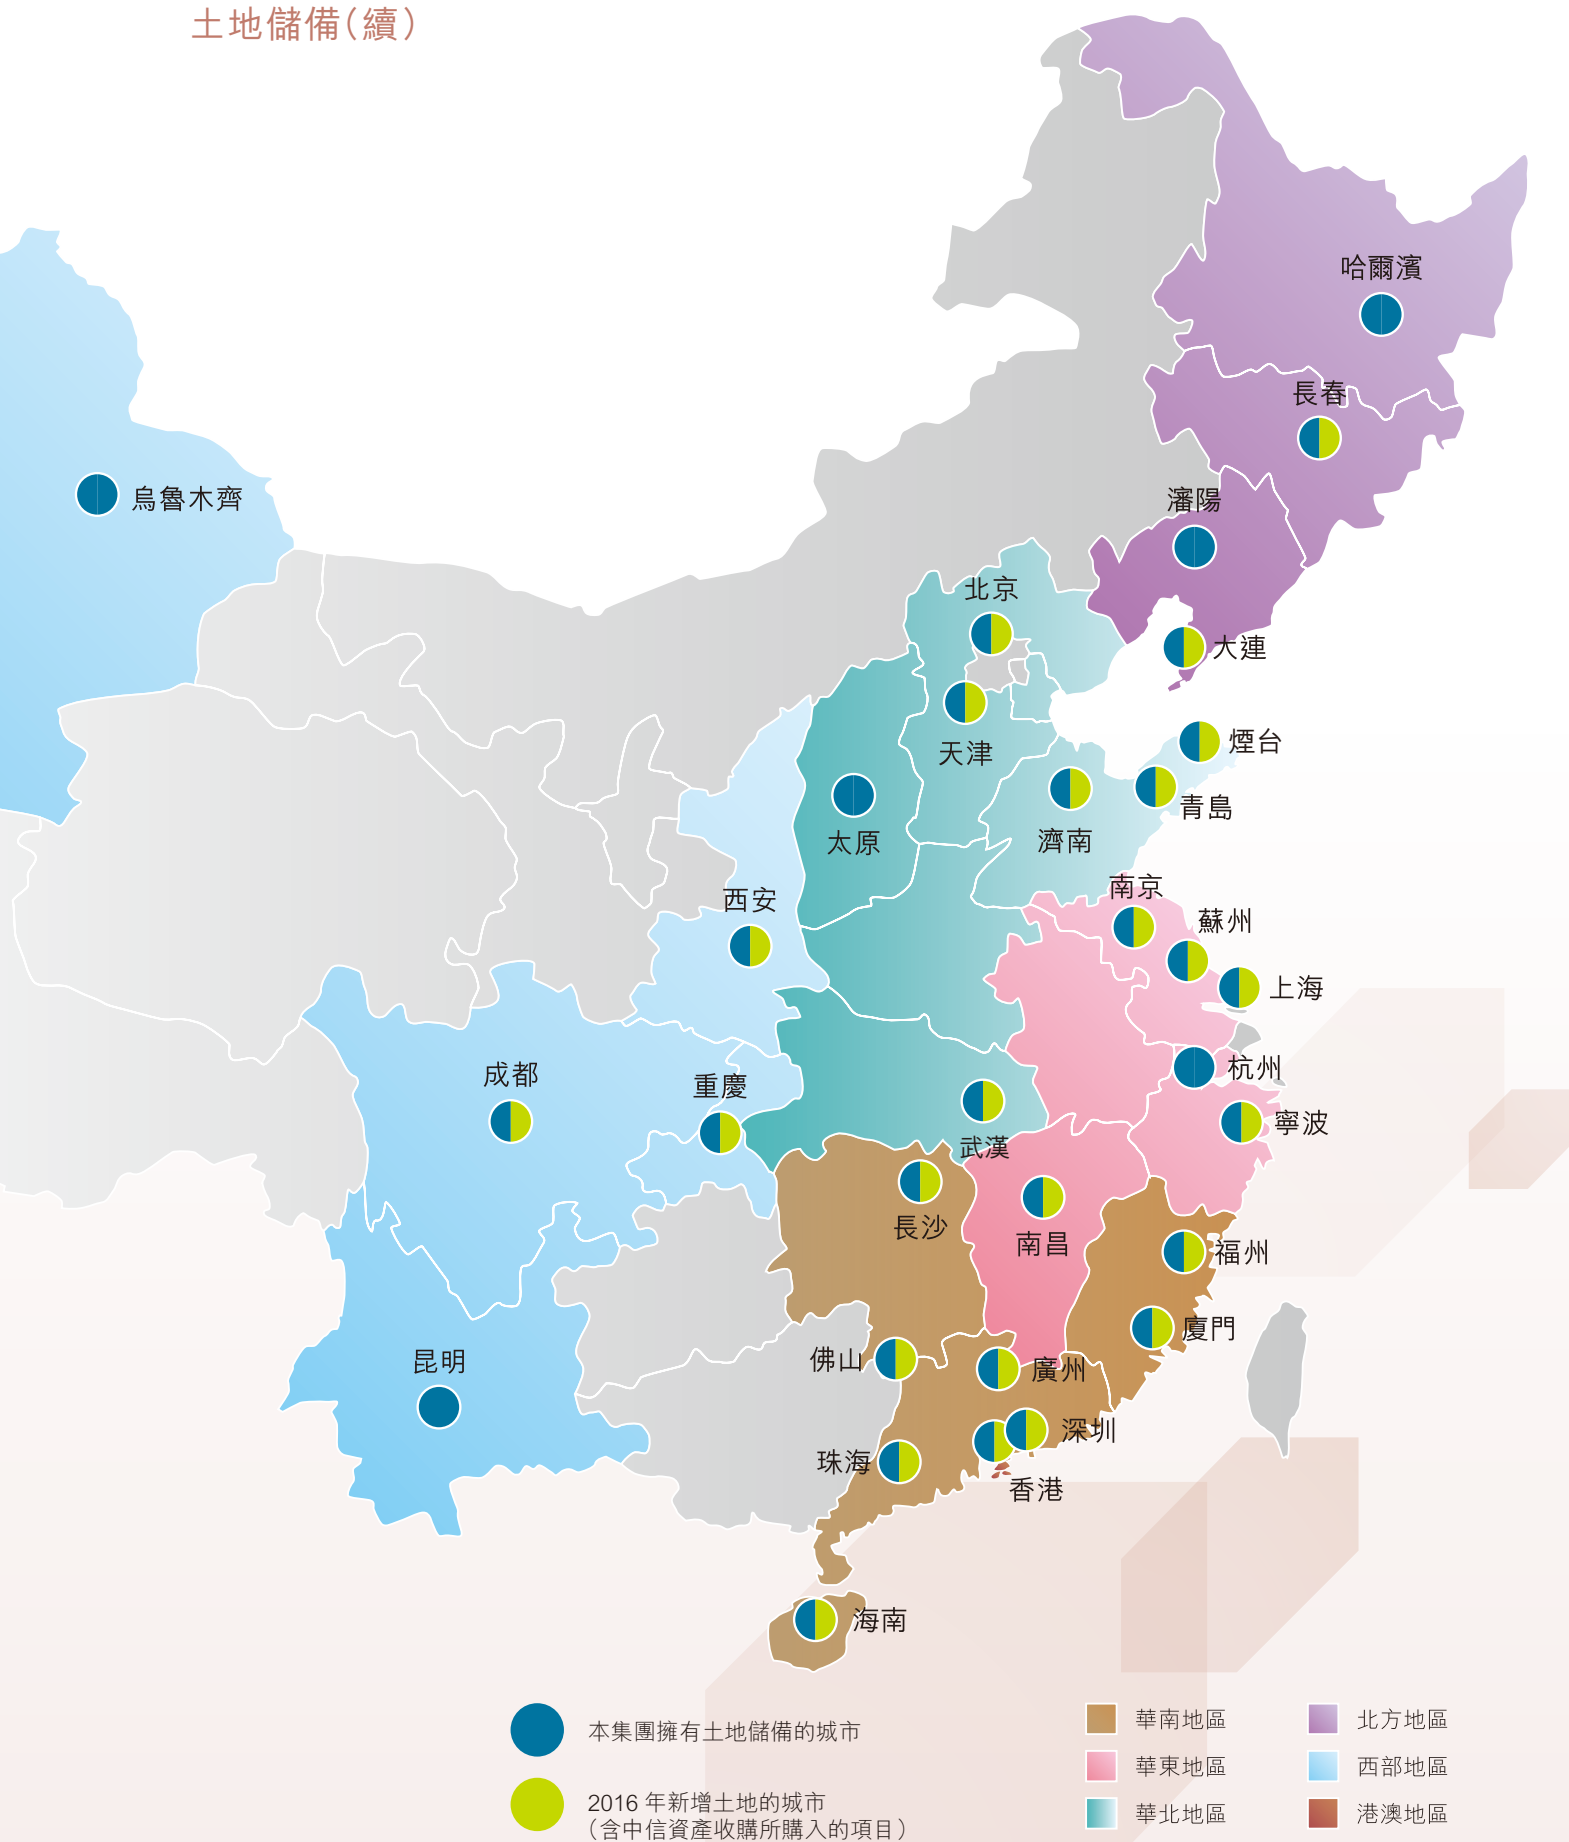 土地儲備(續)
哈爾濱
長春
烏魯木齊
瀋陽
北京
大連
煙台
天津
青島
太原
濟南
南京
西安
蘇州
上海
杭州
成都
重慶
寧波
武漢
長沙
南昌
福州
廈門
佛山
昆明
廣州
深圳
珠海
香港
海南
本集團擁有土地儲備的城市
2016 年新增土地的城市
(含中信資產收購所購入的項目)
華南地區
北方地區
華東地區
西部地區
華北地區
港澳地區